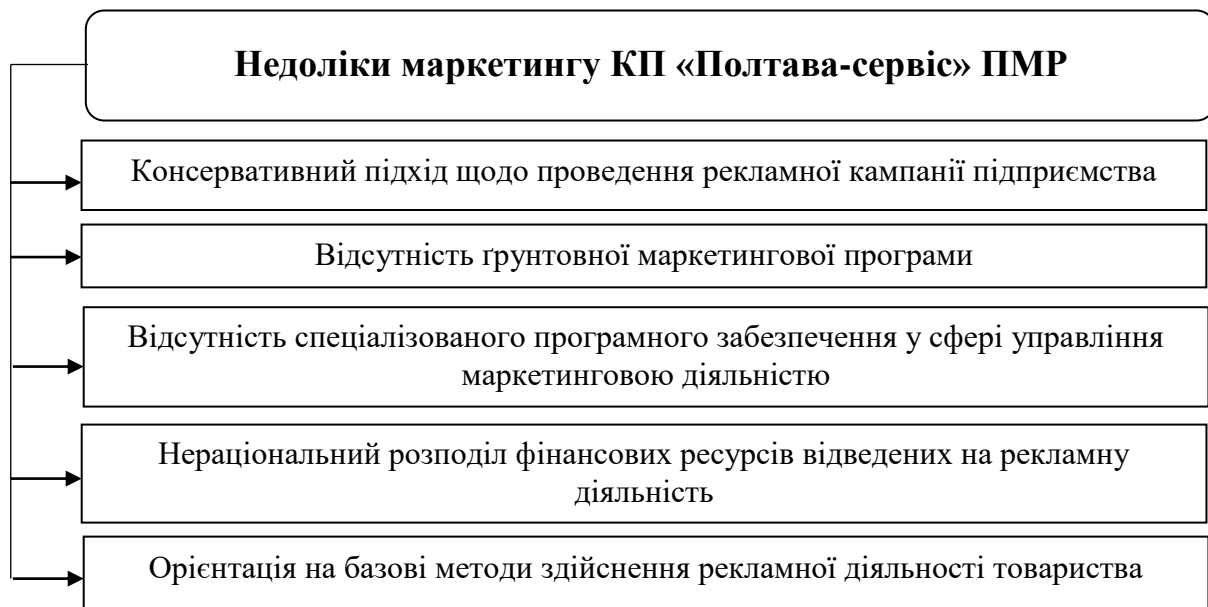 Недоліки маркетингу КП «Полтава-сервіс» ПМР
Консервативний підхід щодо проведення рекламної кампанії підприємства
Відсутність ґрунтовної маркетингової програми
Відсутність спеціалізованого програмного забезпечення у сфері управління
маркетинговою діяльністю
Нераціональний розподіл фінансових ресурсів відведених на рекламну
діяльність
Орієнтація на базові методи здійснення рекламної діяльності товариства